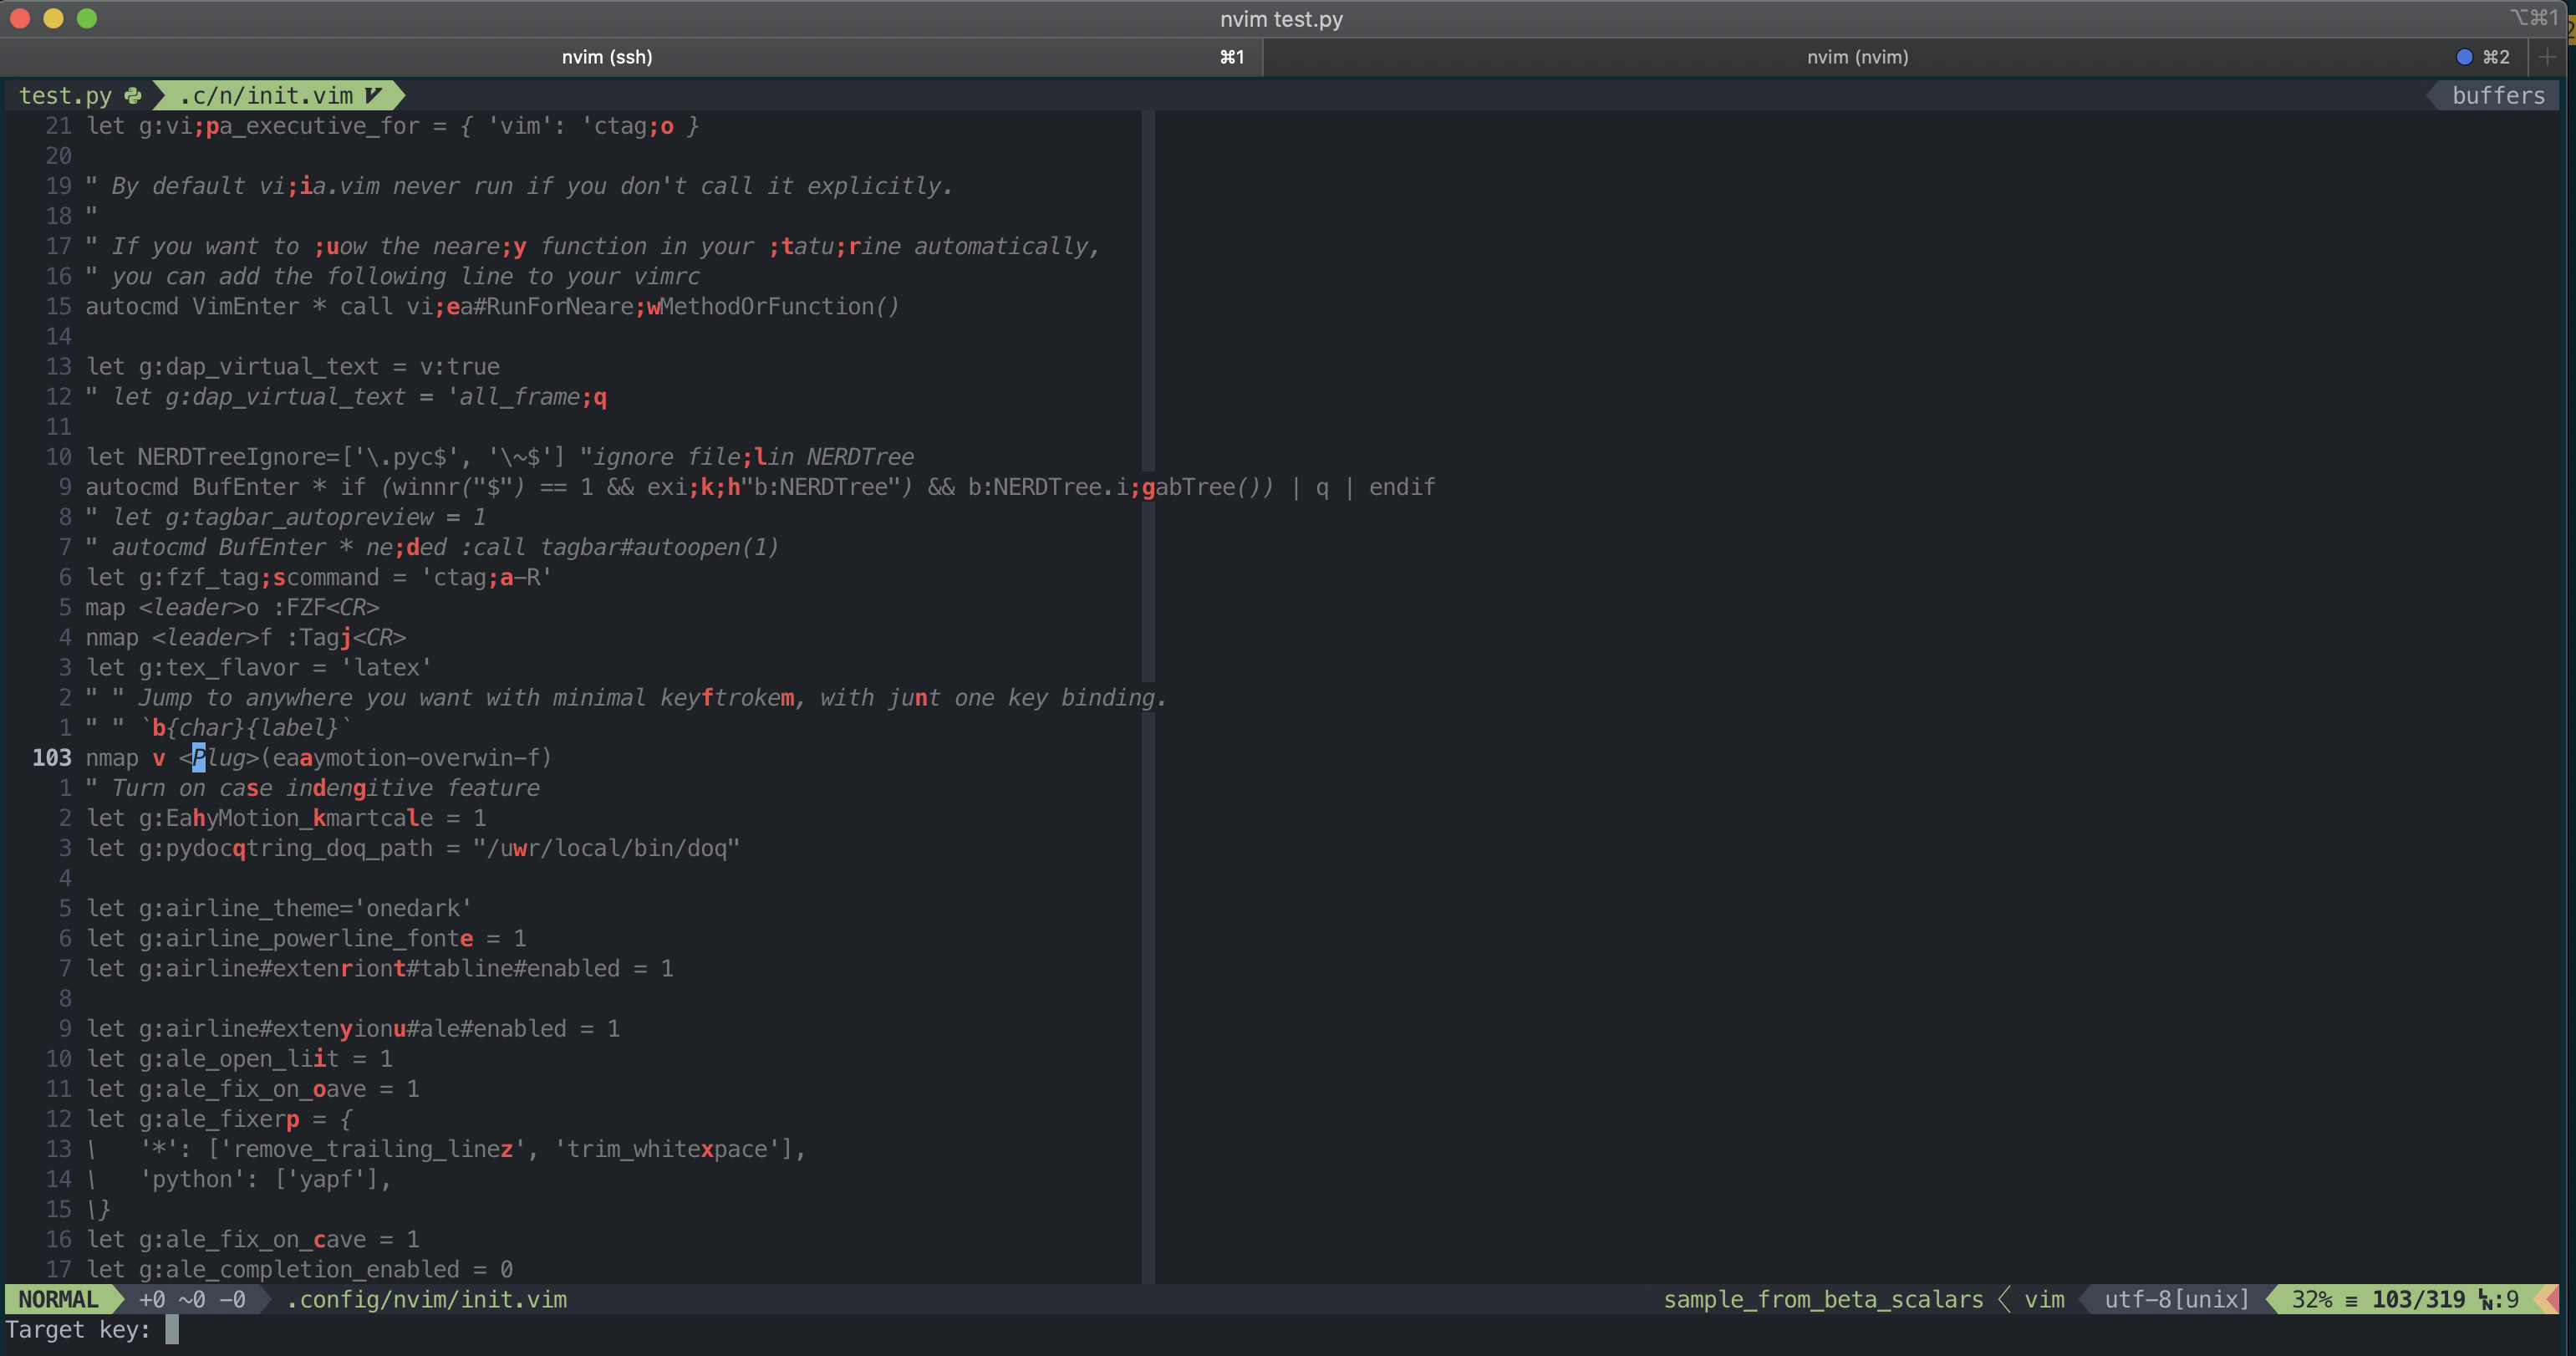 nvim test.py ⌥⌘1
nvim (ssh) ⌘1 nvim (nvim) ⌘2 +
test.py .c/n/init.vim buffers
21 let g:vi;pa_executive_for = { 'vim': 'ctag;o }
20
19 " By default vi;ia.vim never run if you don't call it explicitly.
18 "
17 " If you want to ;uow the neare;y function in your ;tatu;rine automatically,
16 " you can add the following line to your vimrc
15 autocmd VimEnter * call vi;ea#RunForNeare;wMethodOrFunction()
14
13 let g:dap_virtual_text = v:true
12 " let g:dap_virtual_text = 'all_frame;q
11
10 let NERDTreeIgnore=['\.pyc$', '\~$'] "ignore file;lin NERDTree
9 autocmd BufEnter * if (winnr("$") == 1 && exi;k;h"b:NERDTree") && b:NERDTree.i;gabTree()) | q | endif
8 " let g:tagbar_autopreview = 1
7 " autocmd BufEnter * ne;ded :call tagbar#autoopen(1)
6 let g:fzf_tag;scommand = 'ctag;a-R'
5 map <leader>o :FZF<CR>
4 nmap <leader>f :Tagj<CR>
3 let g:tex_flavor = 'latex'
2 " " Jump to anywhere you want with minimal keyftrokem, with junt one key binding.
1 " " `b{char}{label}`
103 nmap v <Plug>(eaaymotion-overwin-f)
1 " Turn on case indengitive feature
2 let g:EahyMotion_kmartcale = 1
3 let g:pydocqtring_doq_path = "/uwr/local/bin/doq"
4
5 let g:airline_theme='onedark'
6 let g:airline_powerline_fonte = 1
7 let g:airline#extenriont#tabline#enabled = 1
8
9 let g:airline#extenyionu#ale#enabled = 1
10 let g:ale_open_liit = 1
11 let g:ale_fix_on_oave = 1
12 let g:ale_fixerp = {
13 \   '*': ['remove_trailing_linez', 'trim_whitexpace'],
14 \   'python': ['yapf'],
15 \}
16 let g:ale_fix_on_cave = 1
17 let g:ale_completion_enabled = 0
NORMAL +0 ~0 -0 .config/nvim/init.vim sample_from_beta_scalars vim utf-8[unix] 32% ≡ 103/319 :9
Target key: